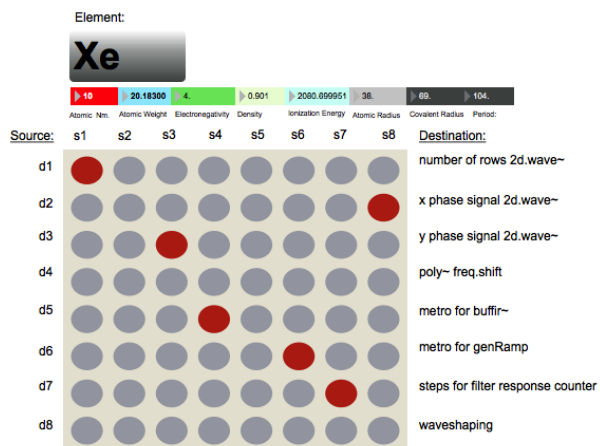 Element:
Xe
10 20.18300 4. 0.901 2080.699951 38. 69. 104.
Atomic Nm. Atomic Weight Electronegativity Density Ionization Energy Atomic Radius Covalent Radius Period:
Source: s1 s2 s3 s4 s5 s6 s7 s8 Destination:
d1 number of rows 2d.wave~
d2 x phase signal 2d.wave~
d3 y phase signal 2d.wave~
d4 poly~ freq.shift
d5 metro for buffir~
d6 metro for genRamp
d7 steps for filter response counter
d8 waveshaping